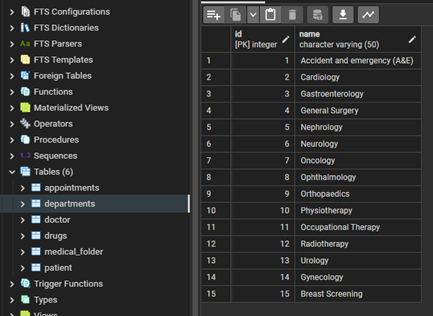 FTS Configurations
FTS Dictionaries
FTS Parsers
FTS Templates
Foreign Tables
Functions
Materialized Views
Operators
Procedures
1..3 Sequences
Tables (6)
appointments
departments
doctor
drugs
medical_folder
patient
Trigger Functions
Types
Views
id name
[PK] integer character varying (50)
1 1 Accident and emergency (A&E)
2 2 Cardiology
3 3 Gastroenterology
4 4 General Surgery
5 5 Nephrology
6 6 Neurology
7 7 Oncology
8 8 Ophthalmology
9 9 Orthopaedics
10 10 Physiotherapy
11 11 Occupational Therapy
12 12 Radiotherapy
13 13 Urology
14 14 Gynecology
15 15 Breast Screening